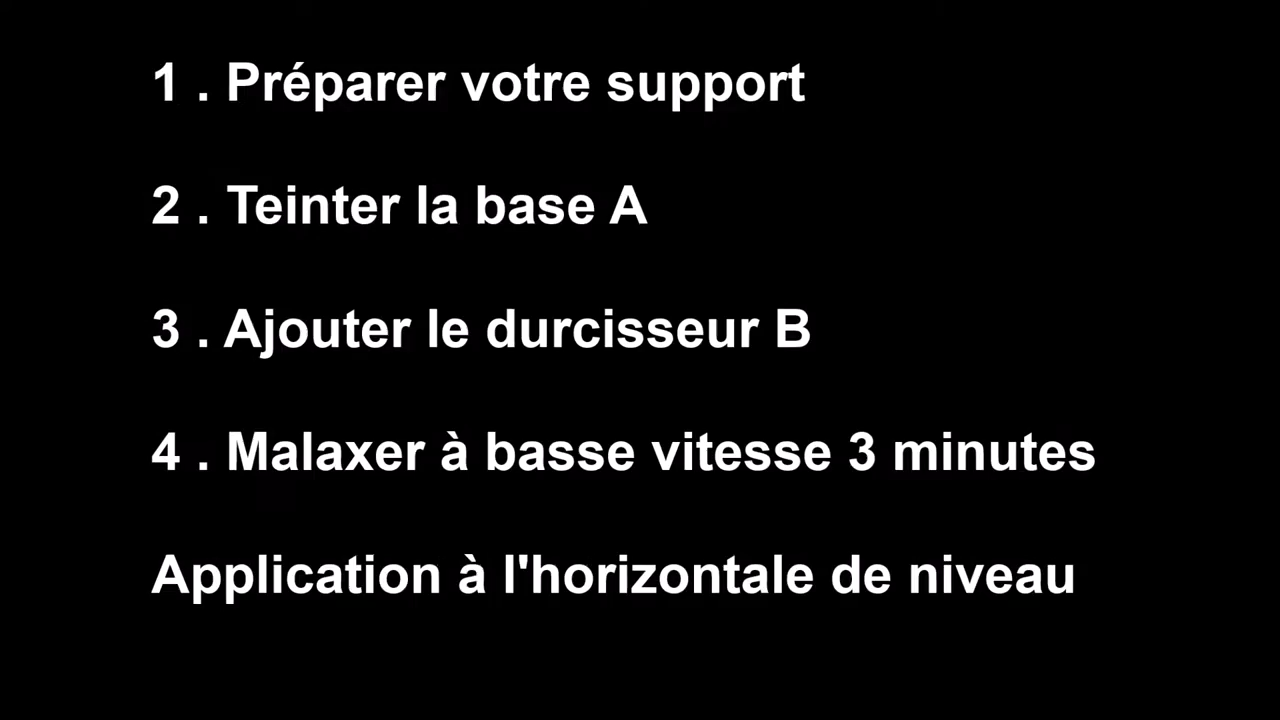 1 . Préparer votre support
2 . Teinter la base A
3 . Ajouter le durcisseur B
4 . Malaxer à basse vitesse 3 minutes
Application à l'horizontale de niveau